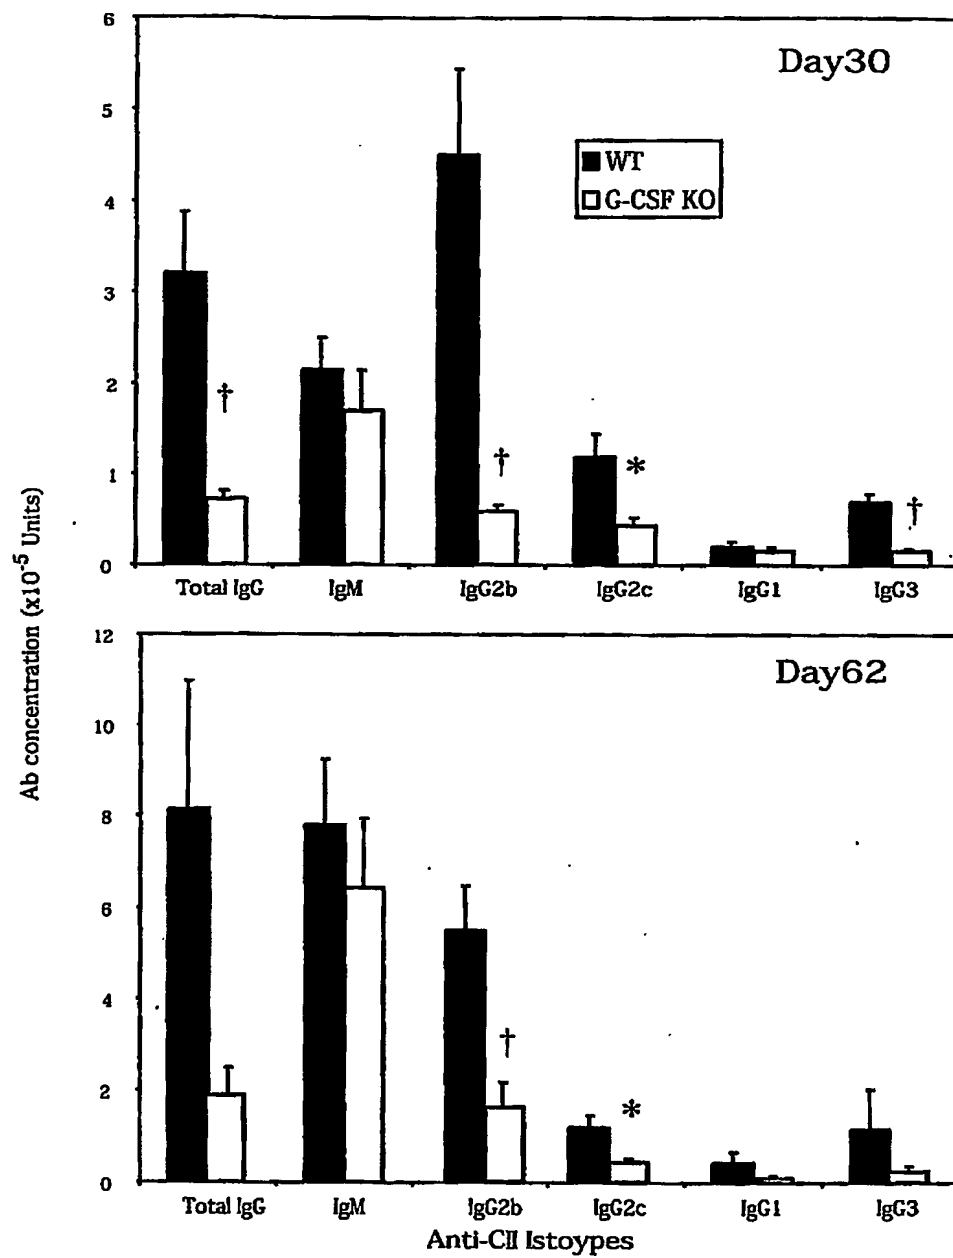 6
Day30
5
WT
G-CSF KO
4
3
†
2
†
*
1
†
0
Total IgG IgM IgG2b IgG2c IgG1 IgG3
Ab concentration (x10⁻⁵ Units)
12
Day62
10
8
6
4
†
2
*
0
Total IgG IgM IgG2b IgG2c IgG1 IgG3
Anti-CII Istoypes